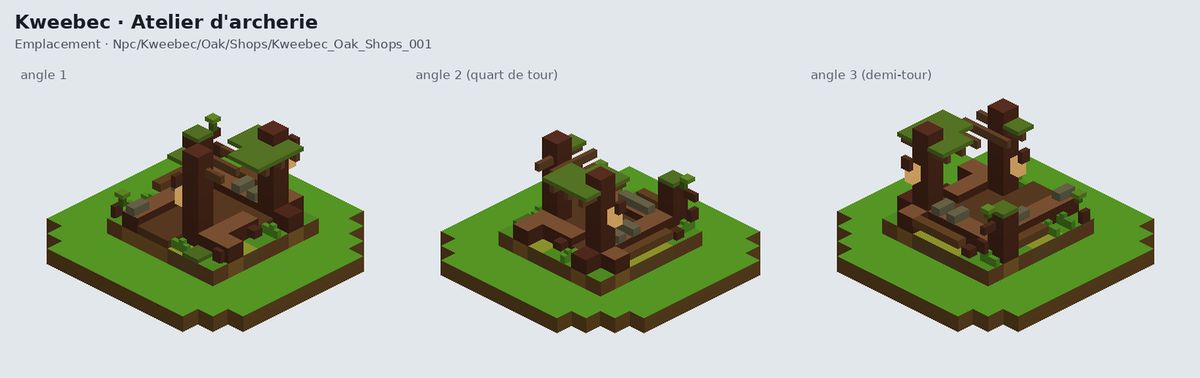 Kweebec · Atelier d'archerie
Emplacement · Npc/Kweebec/Oak/Shops/Kweebec_Oak_Shops_001
angle 1
angle 2 (quart de tour)
angle 3 (demi-tour)